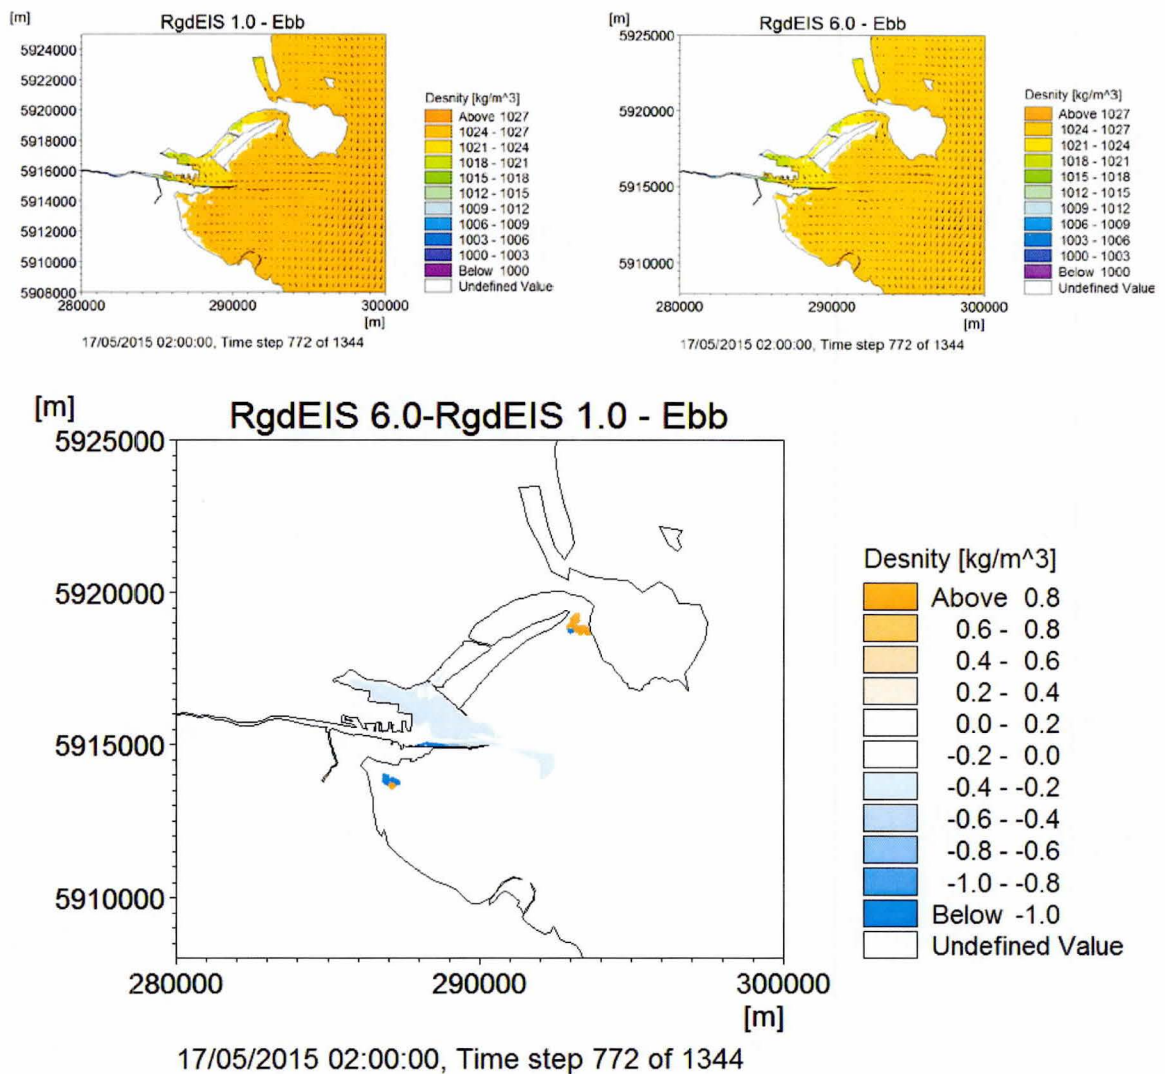 [m]
RgdEIS 1.0 - Ebb
5924000
5922000
5920000
5918000
5916000
5914000
5912000
5910000
5908000
280000
290000
300000
[m]
17/05/2015 02:00:00, Time step 772 of 1344
Desnity [kg/m^3]
Above 1027
1024 - 1027
1021 - 1024
1018 - 1021
1015 - 1018
1012 - 1015
1009 - 1012
1006 - 1009
1003 - 1006
1000 - 1003
Below 1000
Undefined Value
[m]
RgdEIS 6.0 - Ebb
5925000
5920000
5915000
5910000
280000
290000
300000
[m]
17/05/2015 02:00:00, Time step 772 of 1344
Desnity [kg/m^3]
Above 1027
1024 - 1027
1021 - 1024
1018 - 1021
1015 - 1018
1012 - 1015
1009 - 1012
1006 - 1009
1003 - 1006
1000 - 1003
Below 1000
Undefined Value
[m]
RgdEIS 6.0-RgdEIS 1.0 - Ebb
5925000
5920000
5915000
5910000
280000
290000
300000
[m]
17/05/2015 02:00:00, Time step 772 of 1344
Desnity [kg/m^3]
Above 0.8
0.6 - 0.8
0.4 - 0.6
0.2 - 0.4
0.0 - 0.2
-0.2 - 0.0
-0.4 - -0.2
-0.6 - -0.4
-0.8 - -0.6
-1.0 - -0.8
Below -1.0
Undefined Value